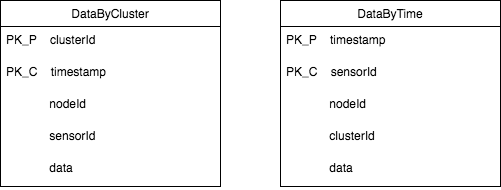 DataByCluster
PK_P clusterId
PK_C timestamp
nodeId
sensorId
data
DataByTime
PK_P timestamp
PK_C sensorId
nodeId
clusterId
data